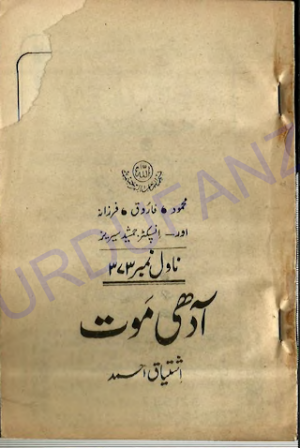 محمود • فاروق • فرزانہ
اور — انسپکٹر جمشید سیریز
ناول نمبر ۳۷۳
آدھی موت
اشتیاق احمد
URDUFANZ